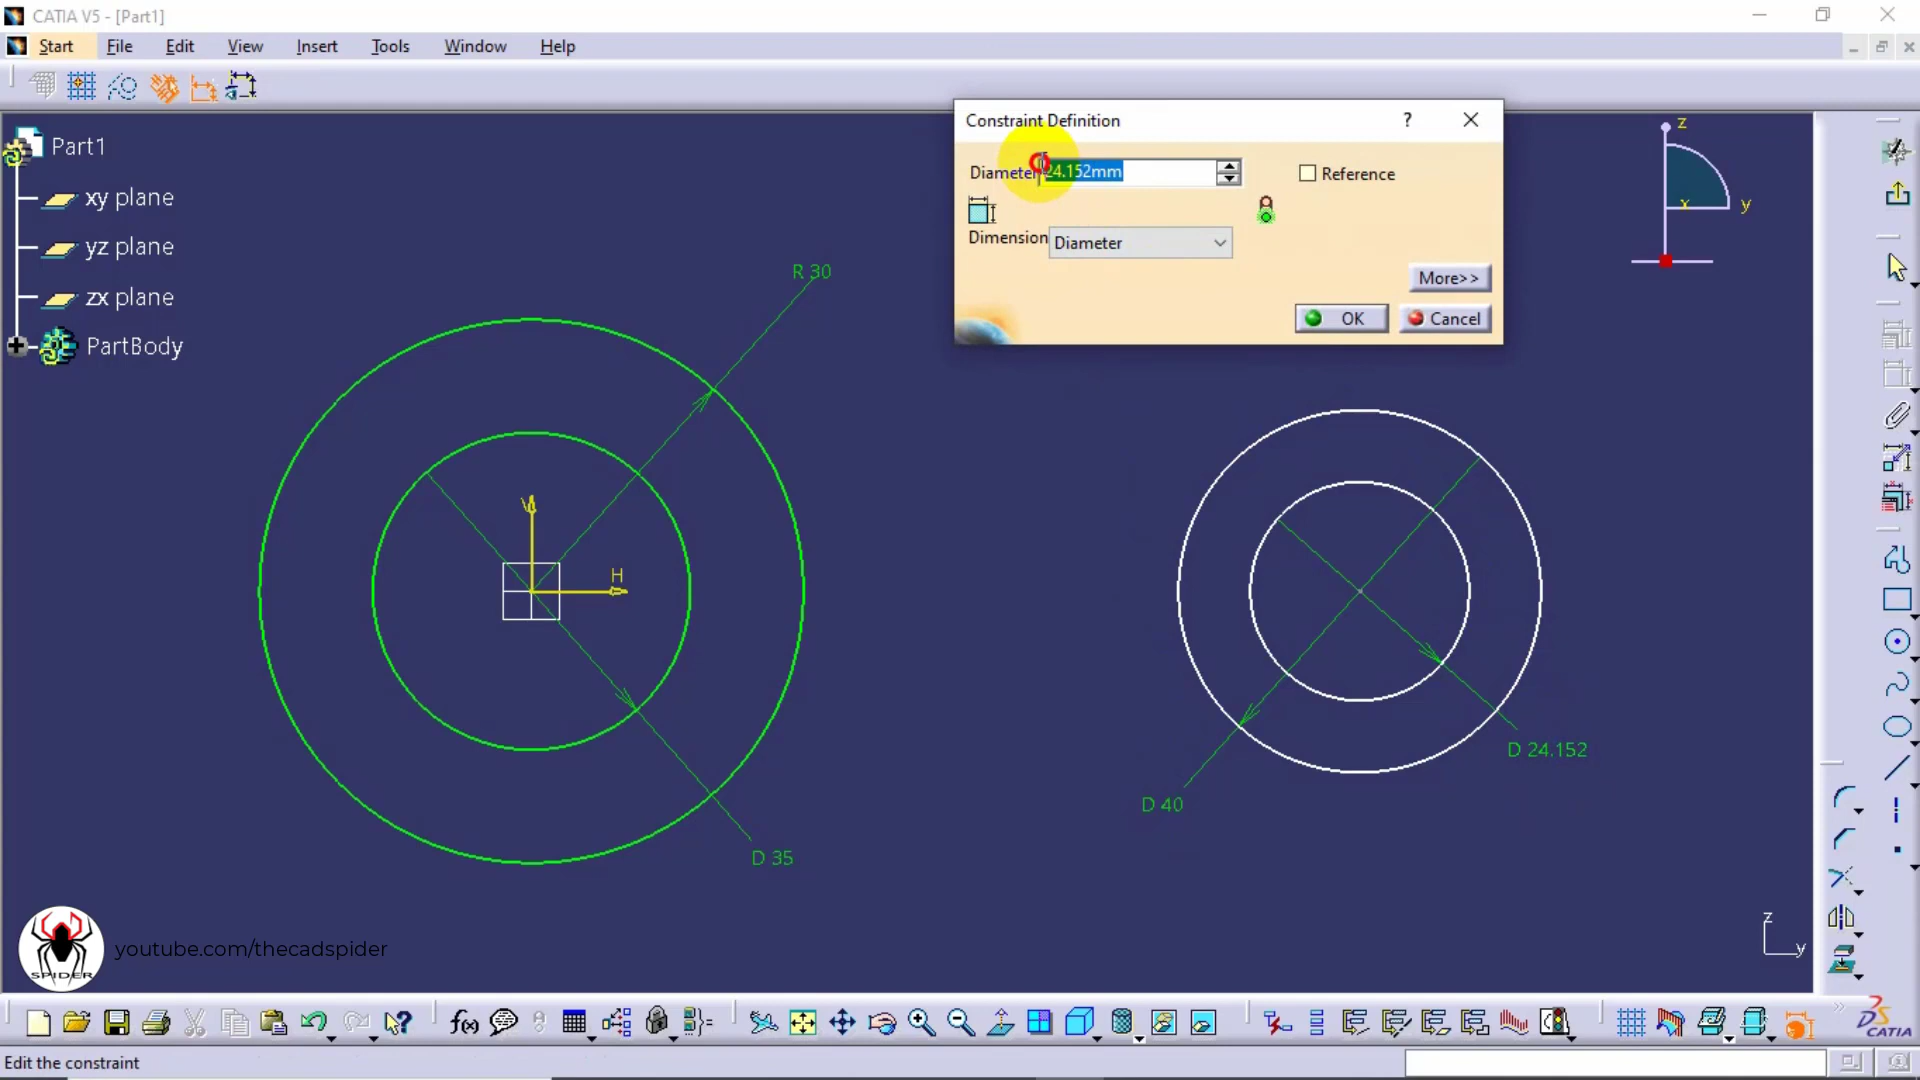 CATIA V5 - [Part1]
Start File Edit View Insert Tools Window Help
Constraint Definition ?
Diameter 24.152mm Reference
Dimension Diameter
More>>
OK Cancel
Part1
xy plane
yz plane
zx plane
PartBody
z
x y
R 30
V
H
D 24.152
D 40
D 35
SPIDER
youtube.com/thecadspider
z
y
f(x)
CATIA
Edit the constraint